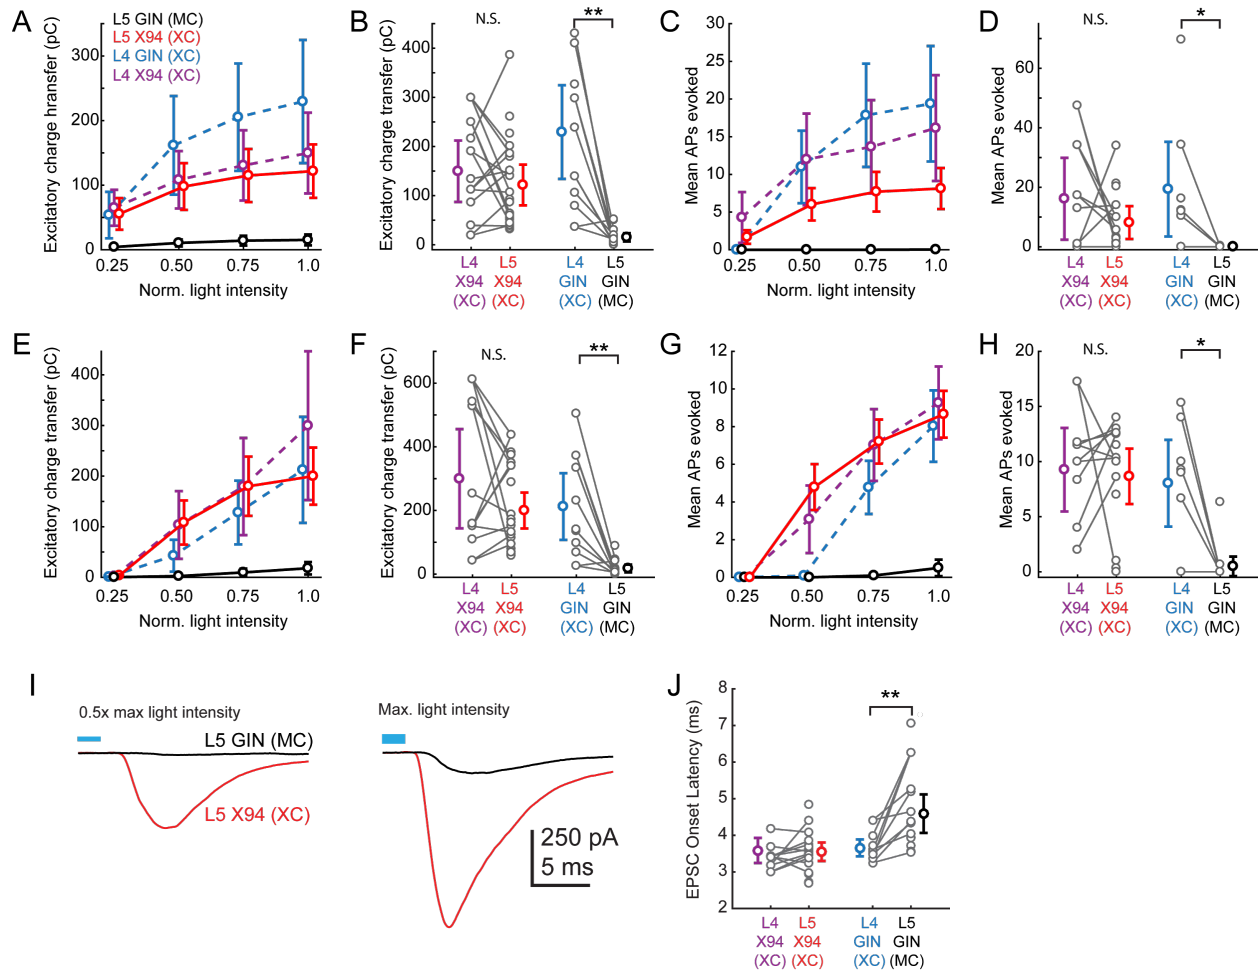 A
L5 GIN (MC)
L5 X94 (XC)
L4 GIN (XC)
L4 X94 (XC)
Excitatory charge hransfer (pC)
300
200
100
0
0.25
0.50
0.75
1.0
Norm. light intensity
B
N.S.
**
Excitatory charge transfer (pC)
400
300
200
100
0
L4 L5 L4 L5
X94 X94 GIN GIN
(XC) (XC) (XC) (MC)
C
Mean APs evoked
30
25
20
15
10
5
0
0.25
0.50
0.75
1.0
Norm. light intensity
D
N.S.
*
Mean APs evoked
60
40
20
0
L4 L5 L4 L5
X94 X94 GIN GIN
(XC) (XC) (XC) (MC)
E
Excitatory charge transfer (pC)
400
300
200
100
0
0.25
0.50
0.75
1.0
Norm. light intensity
F
N.S.
**
Excitatory charge transfer (pC)
600
400
200
0
L4 L5 L4 L5
X94 X94 GIN GIN
(XC) (XC) (XC) (MC)
G
Mean APs evoked
12
10
8
6
4
2
0
0.25
0.50
0.75
1.0
Norm. light intensity
H
N.S.
*
Mean APs evoked
20
15
10
5
0
L4 L5 L4 L5
X94 X94 GIN GIN
(XC) (XC) (XC) (MC)
I
0.5x max light intensity
L5 GIN (MC)
L5 X94 (XC)
Max. light intensity
250 pA
5 ms
J
**
EPSC Onset Latency (ms)
8
7
6
5
4
3
2
L4 L5 L4 L5
X94 X94 GIN GIN
(XC) (XC) (XC) (MC)